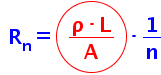 Rₙ = ρ · L / A · 1 / n